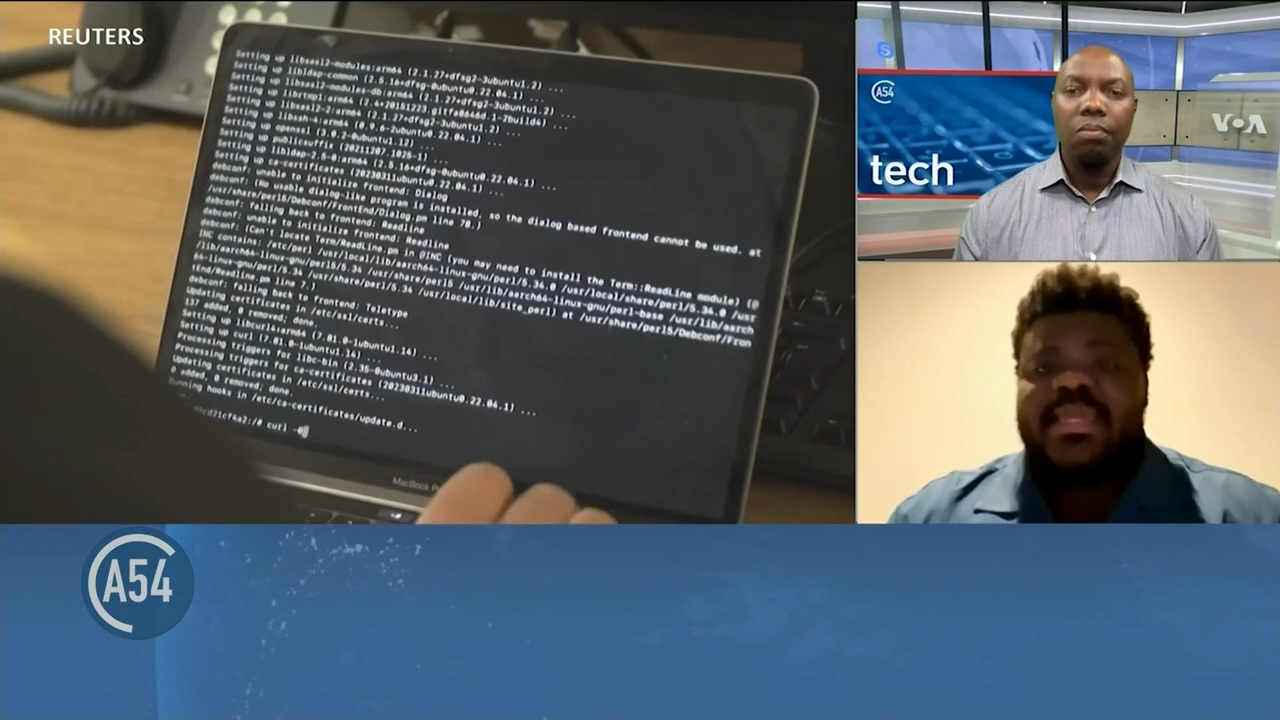 REUTERS
Setting up libsasl2-modules:arm64 (2.1.27+dfsg2-3ubuntu1.2) ...
Setting up libldap-common (2.5.16+dfsg-0ubuntu0.22.04.1) ...
Setting up libsasl2-modules-db:arm64 (2.1.27+dfsg2-3ubuntu1.2) ...
Setting up librtmp1:arm64 (2.4+20151223.gitfa8646d.1-2build4) ...
Setting up libsasl2-2:arm64 (2.1.27+dfsg2-3ubuntu1.2) ...
Setting up libssh-4:arm64 (0.9.6-2ubuntu0.22.04.1) ...
Setting up openssl (3.0.2-0ubuntu1.12) ...
Setting up publicsuffix (20211207.1025-1) ...
Setting up libldap-2.5-0:arm64 (2.5.16+dfsg-0ubuntu0.22.04.1) ...
Setting up ca-certificates (20230311ubuntu0.22.04.1) ...
debconf: unable to initialize frontend: Dialog
debconf: (No usable dialog-like program is installed, so the dialog based frontend cannot be used. at
/usr/share/perl5/Debconf/FrontEnd/Dialog.pm line 78.)
debconf: falling back to frontend: Readline
debconf: unable to initialize frontend: Readline
debconf: (Can't locate Term/ReadLine.pm in @INC (you may need to install the Term::ReadLine module) (@
INC contains: /etc/perl /usr/local/lib/aarch64-linux-gnu/perl/5.34.0 /usr/local/share/perl/5.34.0 /usr
/lib/aarch64-linux-gnu/perl5/5.34 /usr/share/perl5 /usr/lib/aarch64-linux-gnu/perl-base /usr/lib/aarch
64-linux-gnu/perl/5.34 /usr/share/perl/5.34 /usr/local/lib/site_perl) at /usr/share/perl5/Debconf/Fron
tEnd/Readline.pm line 7.)
debconf: falling back to frontend: Teletype
Updating certificates in /etc/ssl/certs...
137 added, 0 removed; done.
Setting up libcurl4:arm64 (7.81.0-1ubuntu1.14) ...
Setting up curl (7.81.0-1ubuntu1.14) ...
Processing triggers for libc-bin (2.35-0ubuntu3.1) ...
Processing triggers for ca-certificates (20230311ubuntu0.22.04.1) ...
Updating certificates in /etc/ssl/certs...
0 added, 0 removed; done.
Running hooks in /etc/ca-certificates/update.d...
curl
MacBook
A54
tech
VOA
A54